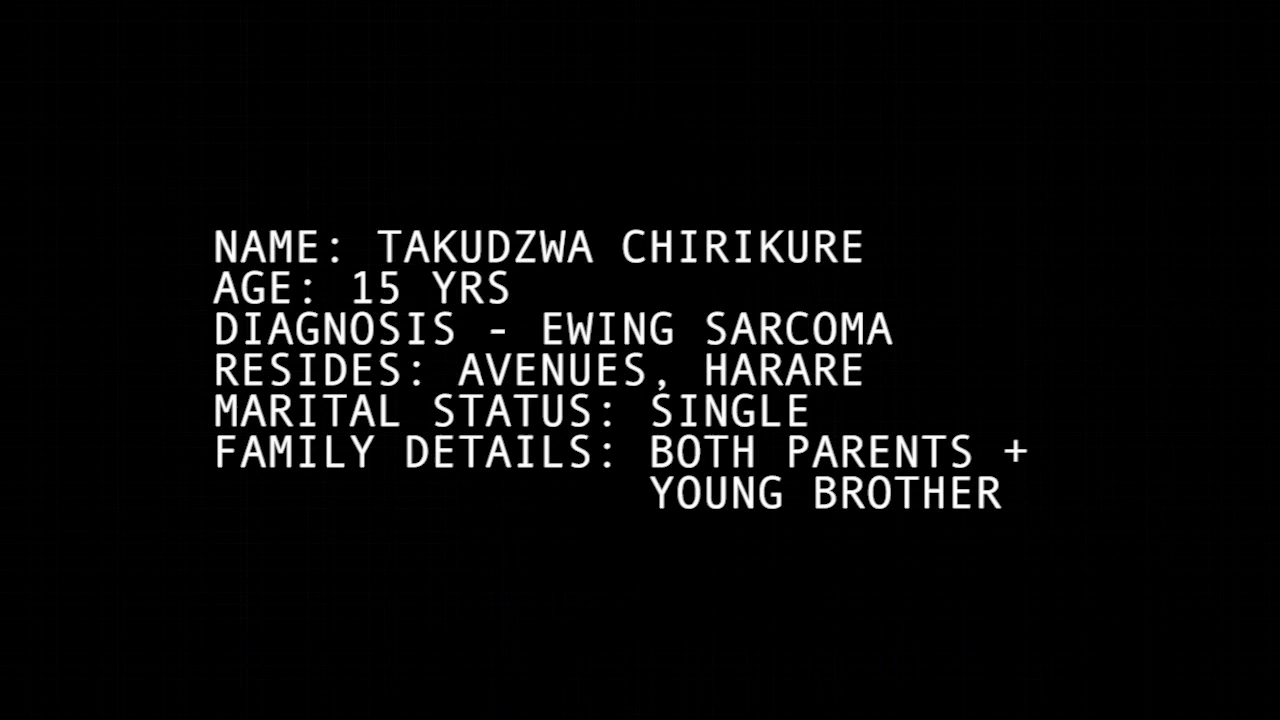 NAME: TAKUDZWA CHIRIKURE
AGE: 15 YRS
DIAGNOSIS - EWING SARCOMA
RESIDES: AVENUES, HARARE
MARITAL STATUS: SINGLE
FAMILY DETAILS: BOTH PARENTS +
YOUNG BROTHER